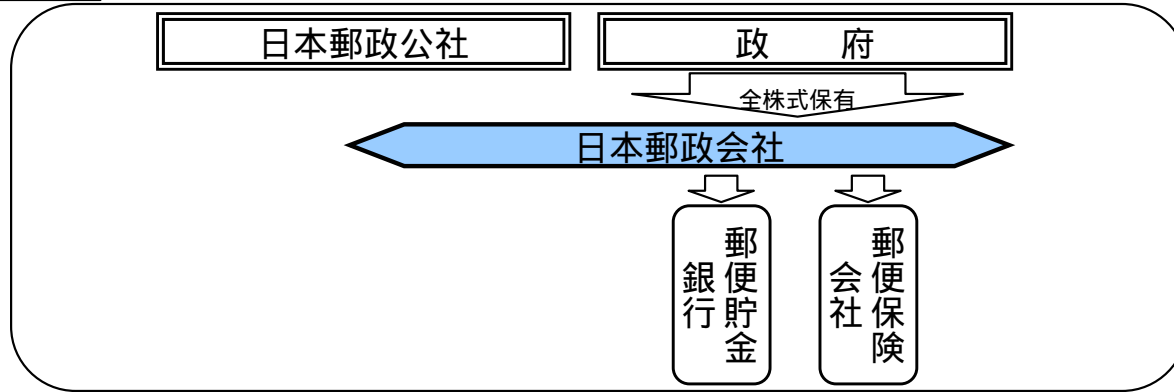 日本郵政公社
政 府
全株式保有
日本郵政会社
郵便貯金
銀行
郵便保険
会社